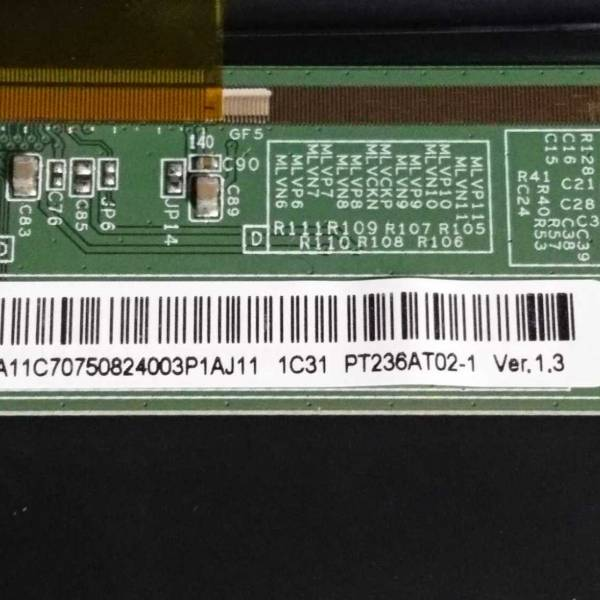 GF5
140
C90
C83
C76
C85
JP6
JP14
C89
MLVN6
MLVP6
MLVN7
MLVP7
MLVN8
MLVP8
MLVCKN
MLVCKP
MLVN9
MLVP9
MLVN10
MLVP10
MLVN11
MLVP11
R111 R109 R107 R105
R110 R108 R106
D
R128
C16
C15
R41
RC24
R40
R53
R57
C21
C28
C38
C39
A11C70750824003P1AJ11 1C31 PT236AT02-1 Ver.1.3